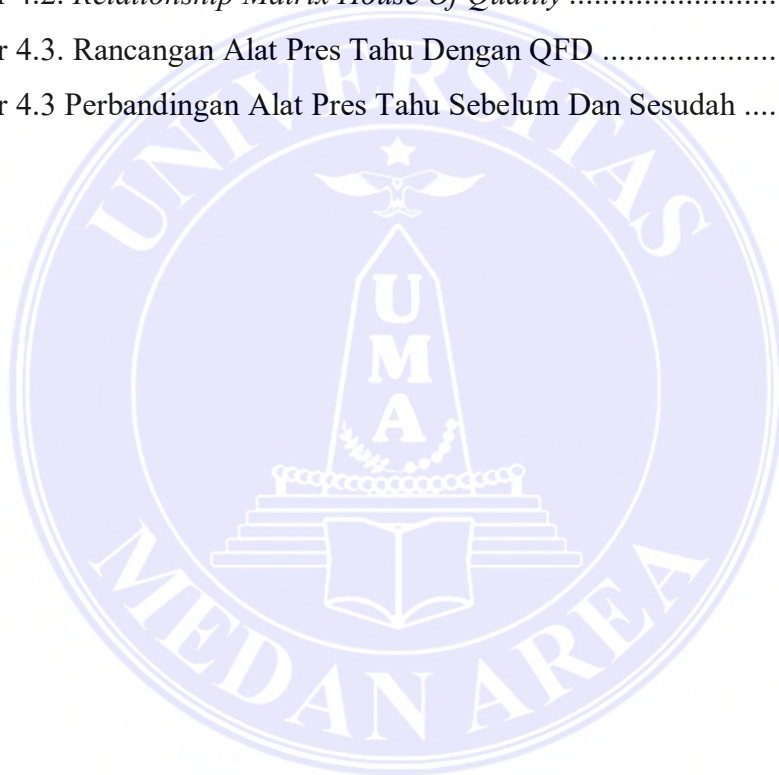 r 4.2. Relationship Matrix House Of Quality ........................
r 4.3. Rancangan Alat Pres Tahu Dengan QFD ....................
r 4.3 Perbandingan Alat Pres Tahu Sebelum Dan Sesudah ....
UNIVERSITAS
U
M
A
MEDAN AREA